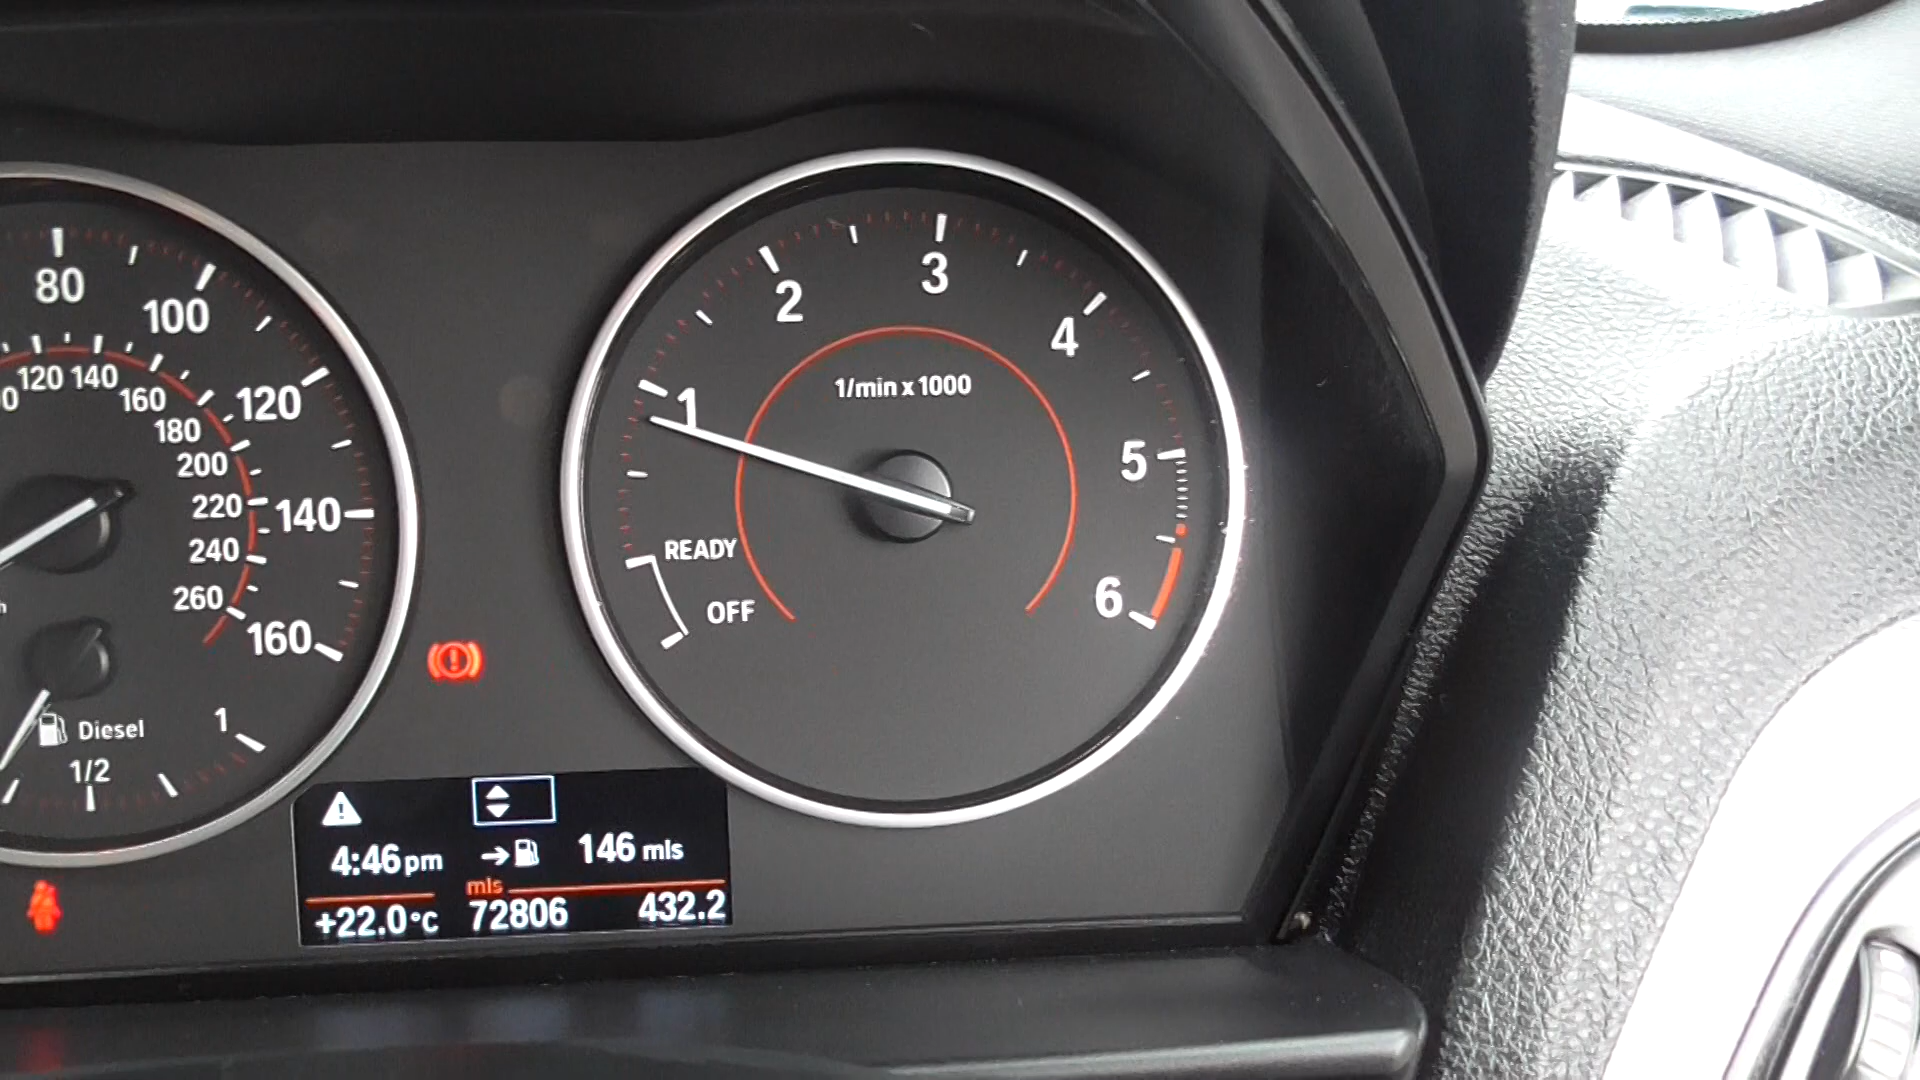 80
100
120
140
160
120 140
160
180
200
220
240
260
Diesel
1/2
1
1
2
3
4
5
6
1/min x 1000
READY
OFF
4:46pm
146 mls
mls
+22.0°C
72806
432.2